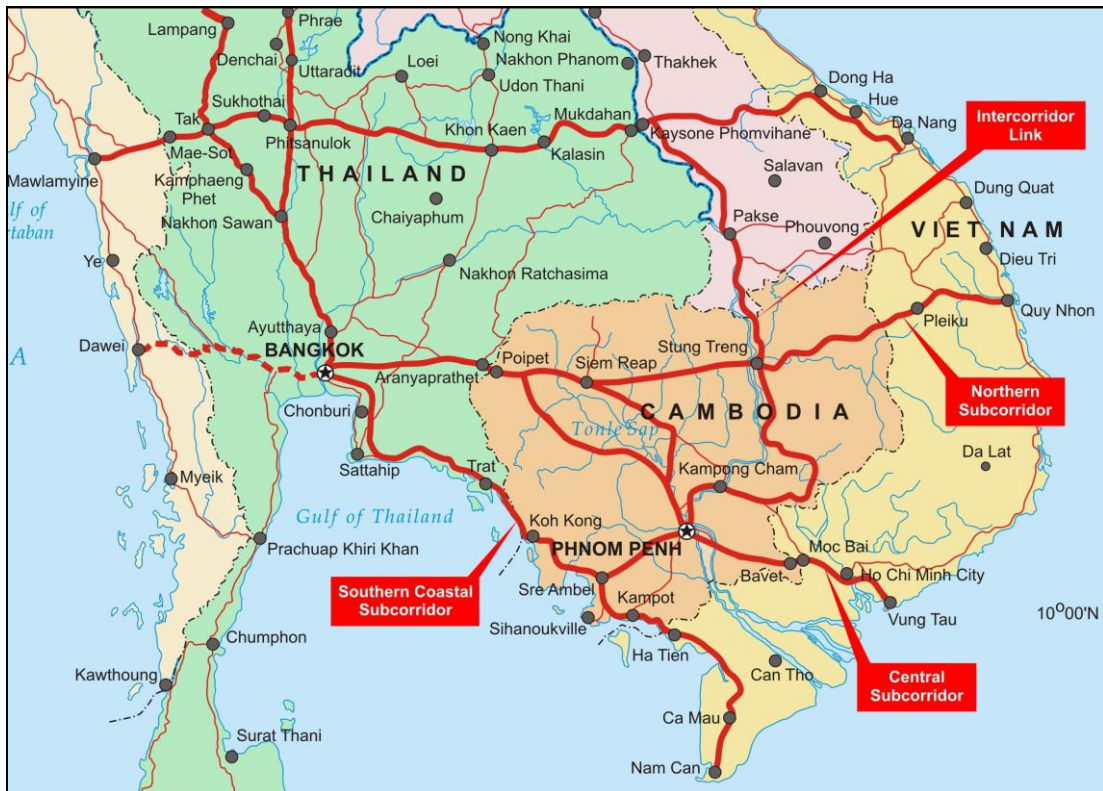 Lampang
Phrae
Nong Khai
Denchai
Loei
Nakhon Phanom
Thakhek
Uttaradit
Udon Thani
Dong Ha
Sukhothai
Mukdahan
Hue
Intercorridor
Link
Tak
Da Nang
Phitsanulok
Khon Kaen
Kaysone Phomvihane
Mae-Sot
Kalasin
Mawlamyine
THAILAND
Salavan
Kamphaeng
Phet
Dung Quat
lf of
rtaban
Chaiyaphum
Nakhon Sawan
Pakse
Phouvong
VIET NAM
Dieu Tri
Ye
Nakhon Ratchasima
Quy Nhon
Ayutthaya
Pleiku
Dawei
A
BANGKOK
Poipet
Siem Reap
Stung Treng
Aranyaprathet
Northern
Subcorridor
Chonburi
CAMBODIA
Tonle Sap
Sattahip
Da Lat
Trat
Kampong Cham
Myeik
Gulf of Thailand
Koh Kong
Prachuap Khiri Khan
PHNOM PENH
Moc Bai
Bavet
Ho Chi Minh City
Southern Coastal
Subcorridor
Sre Ambel
Kampot
Vung Tau
10°00'N
Sihanoukville
Chumphon
Ha Tien
Can Tho
Kawthoung
Central
Subcorridor
Ca Mau
Surat Thani
Nam Can